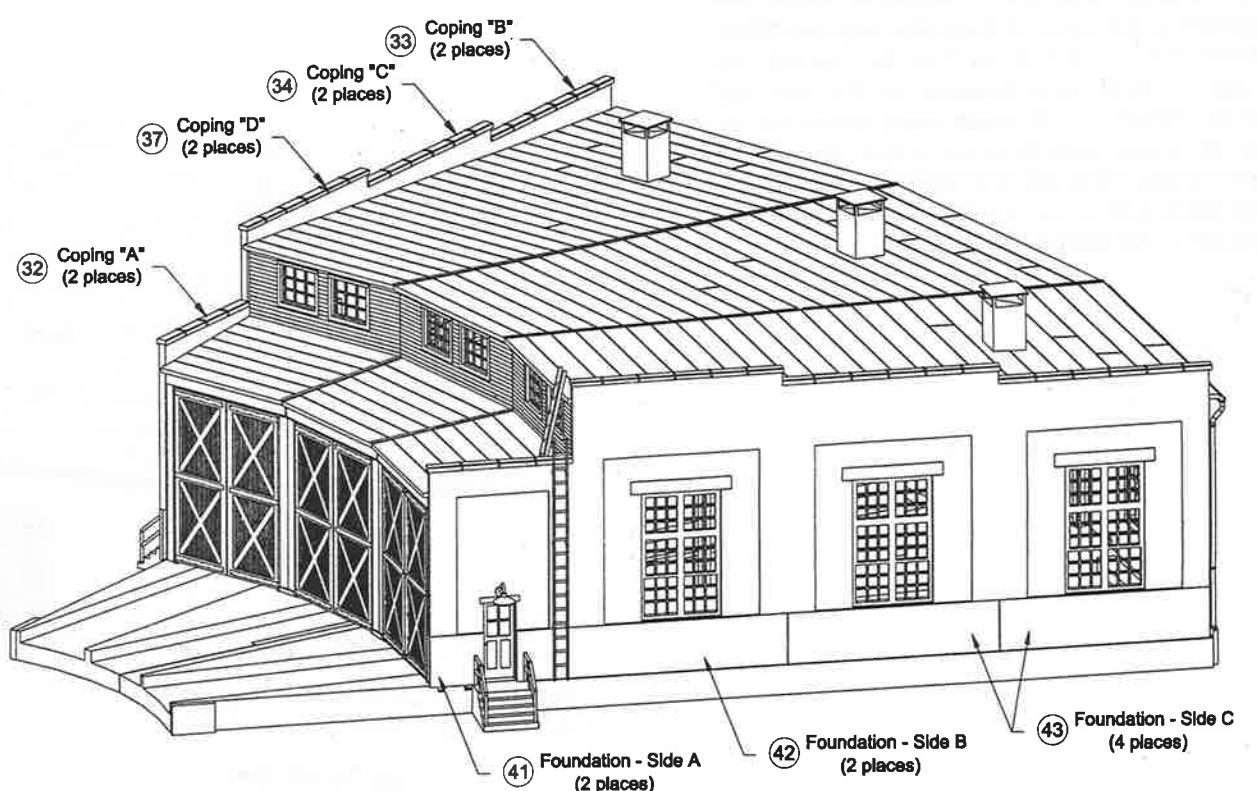 33 Coping "B"
(2 places)
34 Coping "C"
(2 places)
37 Coping "D"
(2 places)
32 Coping "A"
(2 places)
41 Foundation - Side A
(2 places)
42 Foundation - Side B
(2 places)
43 Foundation - Side C
(4 places)